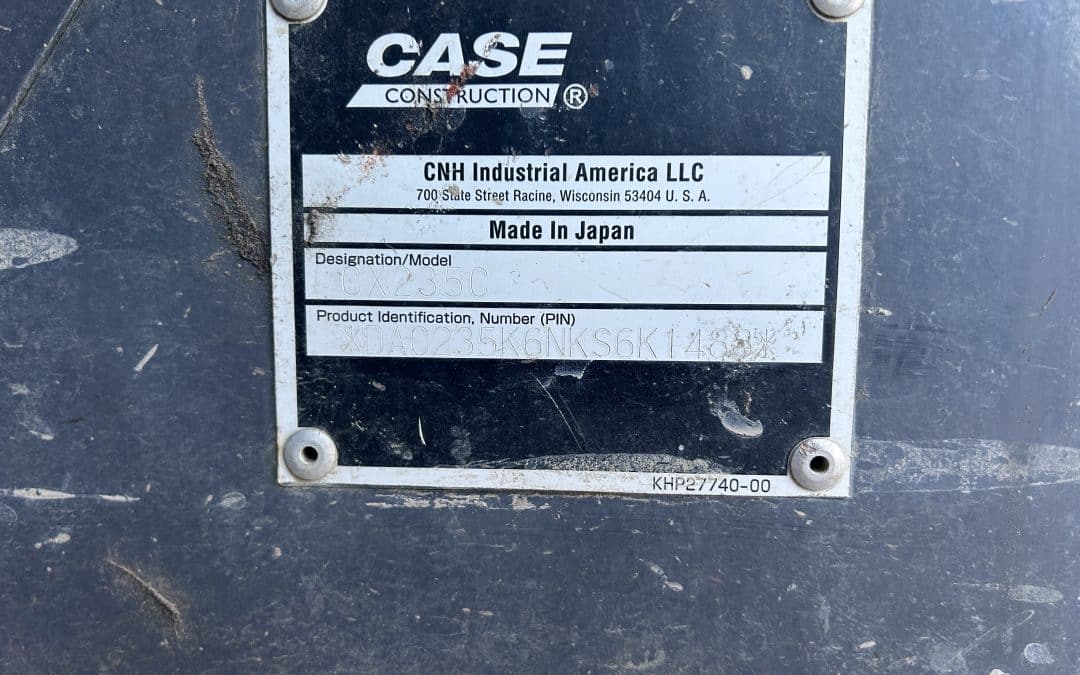 CASE
CONSTRUCTION ®
CNH Industrial America LLC
700 State Street Racine, Wisconsin 53404 U. S. A.
Made In Japan
Designation/Model
CX235C
Product Identification, Number (PIN)
*DAC235K6NKS6K1488*
KHP27740-00